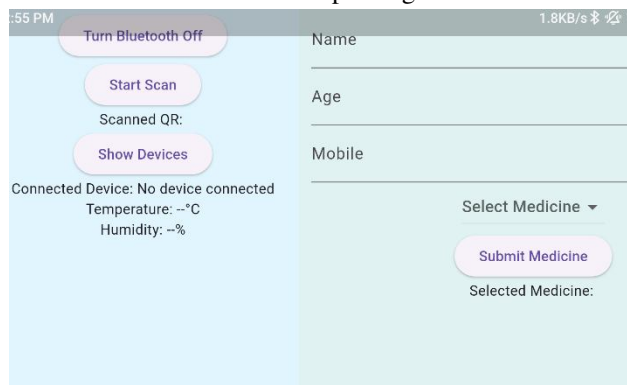 :55 PM
1.8KB/s
Turn Bluetooth Off
Start Scan
Scanned QR:
Show Devices
Connected Device: No device connected
Temperature: --°C
Humidity: --%
Name
Age
Mobile
Select Medicine
Submit Medicine
Selected Medicine: